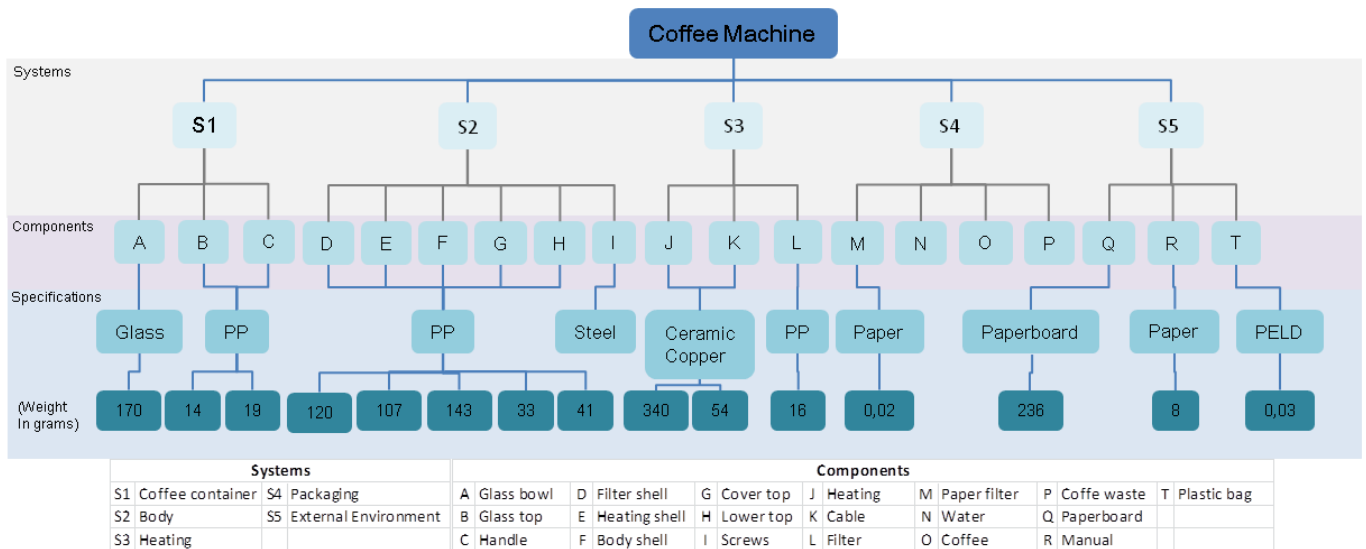 Coffee Machine
Systems
S1 S2 S3 S4 S5
Components
A B C D E F G H I J K L M N O P Q R T
Specifications
Glass PP PP Steel Ceramic Copper PP Paper Paperboard Paper PELD
(Weight In grams)
170 14 19 120 107 143 33 41 340 54 16 0,02 236 8 0,03
Systems Components
S1 Coffee container S4 Packaging A Glass bowl D Filter shell G Cover top J Heating M Paper filter P Coffe waste T Plastic bag
S2 Body S5 External Environment B Glass top E Heating shell H Lower top K Cable N Water Q Paperboard
S3 Heating C Handle F Body shell I Screws L Filter O Coffee R Manual